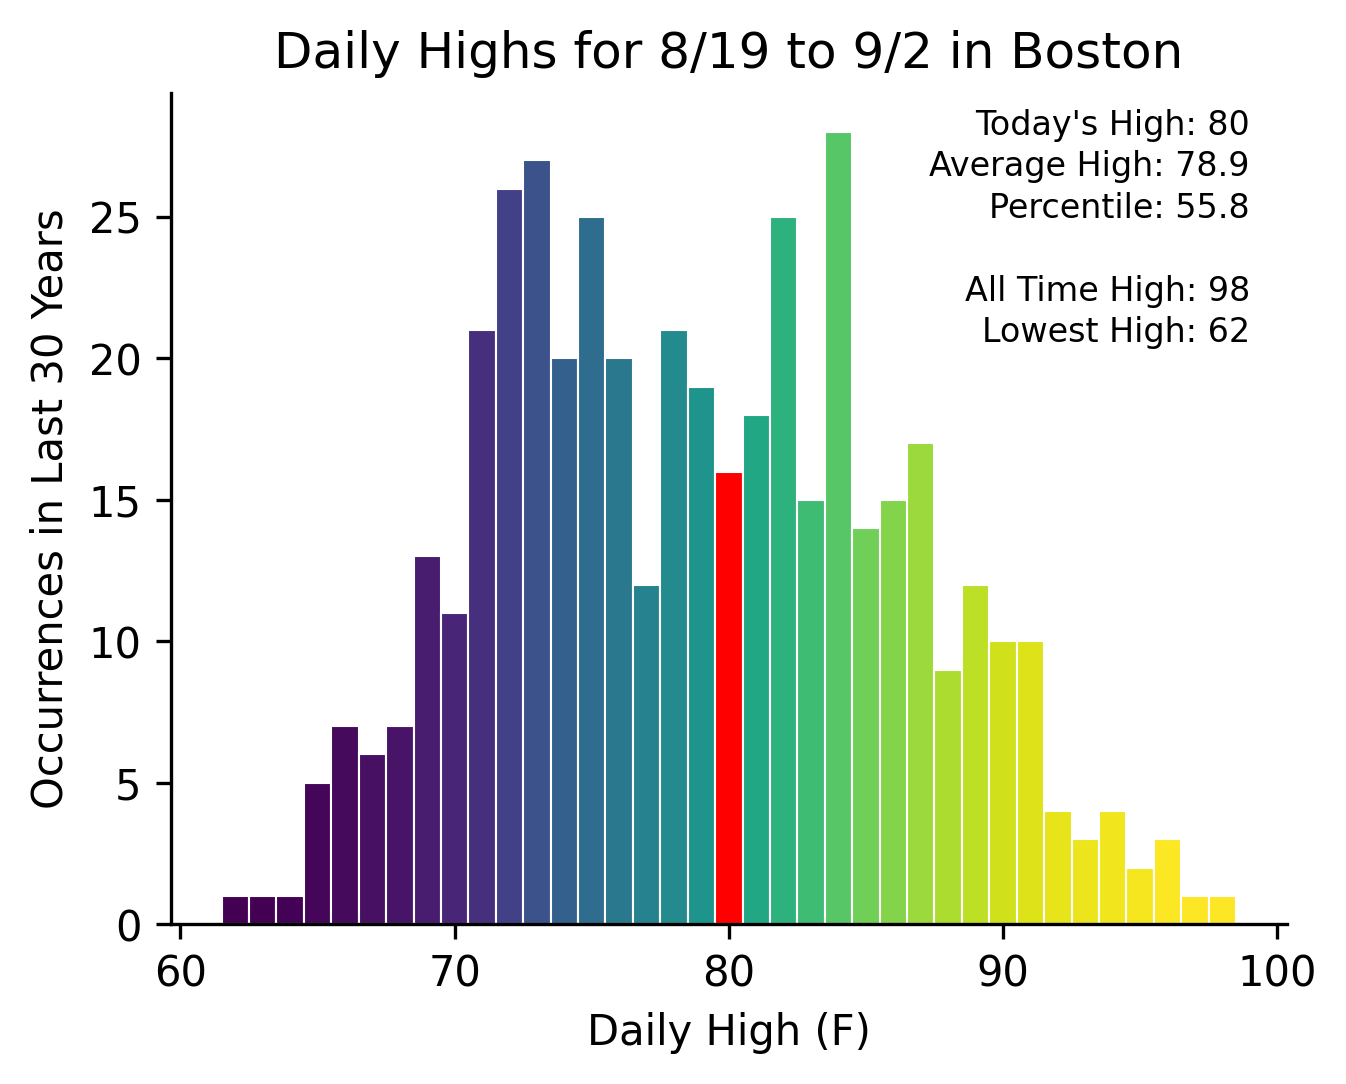 Daily Highs for 8/19 to 9/2 in Boston
Today's High: 80
Average High: 78.9
Percentile: 55.8
All Time High: 98
Lowest High: 62
Occurrences in Last 30 Years
25
20
15
10
5
0
60 70 80 90 100
Daily High (F)